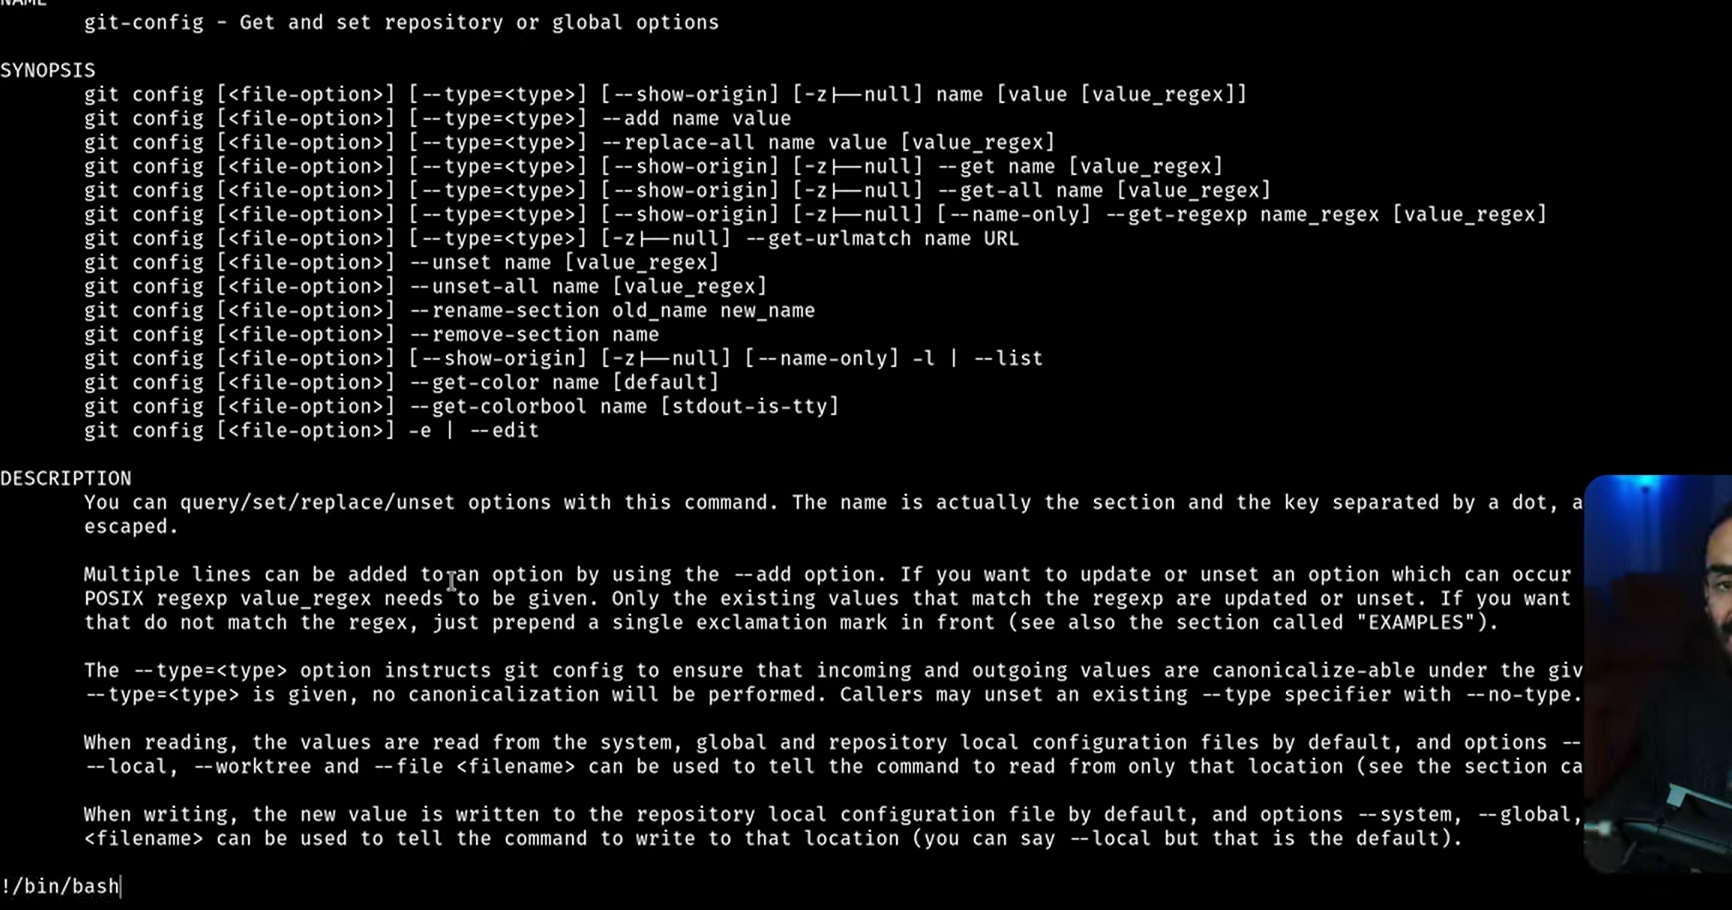 NAME
git-config - Get and set repository or global options
SYNOPSIS
git config [<file-option>] [--type=<type>] [--show-origin] [-z|--null] name [value [value_regex]]
git config [<file-option>] [--type=<type>] --add name value
git config [<file-option>] [--type=<type>] --replace-all name value [value_regex]
git config [<file-option>] [--type=<type>] [--show-origin] [-z|--null] --get name [value_regex]
git config [<file-option>] [--type=<type>] [--show-origin] [-z|--null] --get-all name [value_regex]
git config [<file-option>] [--type=<type>] [--show-origin] [-z|--null] [--name-only] --get-regexp name_regex [value_regex]
git config [<file-option>] [--type=<type>] [-z|--null] --get-urlmatch name URL
git config [<file-option>] --unset name [value_regex]
git config [<file-option>] --unset-all name [value_regex]
git config [<file-option>] --rename-section old_name new_name
git config [<file-option>] --remove-section name
git config [<file-option>] [--show-origin] [-z|--null] [--name-only] -l | --list
git config [<file-option>] --get-color name [default]
git config [<file-option>] --get-colorbool name [stdout-is-tty]
git config [<file-option>] -e | --edit
DESCRIPTION
You can query/set/replace/unset options with this command. The name is actually the section and the key separated by a dot, a
escaped.
Multiple lines can be added to an option by using the --add option. If you want to update or unset an option which can occur
POSIX regexp value_regex needs to be given. Only the existing values that match the regexp are updated or unset. If you want
that do not match the regex, just prepend a single exclamation mark in front (see also the section called "EXAMPLES").
The --type=<type> option instructs git config to ensure that incoming and outgoing values are canonicalize-able under the giv
--type=<type> is given, no canonicalization will be performed. Callers may unset an existing --type specifier with --no-type.
When reading, the values are read from the system, global and repository local configuration files by default, and options --
--local, --worktree and --file <filename> can be used to tell the command to read from only that location (see the section ca
When writing, the new value is written to the repository local configuration file by default, and options --system, --global,
<filename> can be used to tell the command to write to that location (you can say --local but that is the default).
!/bin/bash